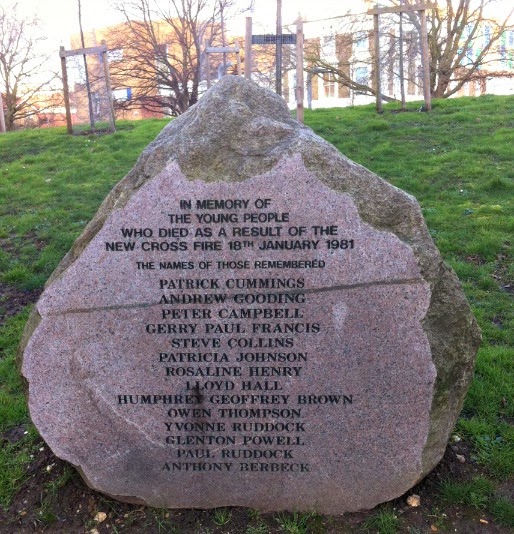 IN MEMORY OF
THE YOUNG PEOPLE
WHO DIED AS A RESULT OF THE
NEW CROSS FIRE 18TH JANUARY 1981
THE NAMES OF THOSE REMEMBERED
PATRICK CUMMINGS
ANDREW GOODING
PETER CAMPBELL
GERRY PAUL FRANCIS
STEVE COLLINS
PATRICIA JOHNSON
ROSALINE HENRY
LLOYD HALL
HUMPHREY GEOFFREY BROWN
OWEN THOMPSON
YVONNE RUDDOCK
GLENTON POWELL
PAUL RUDDOCK
ANTHONY BERBECK